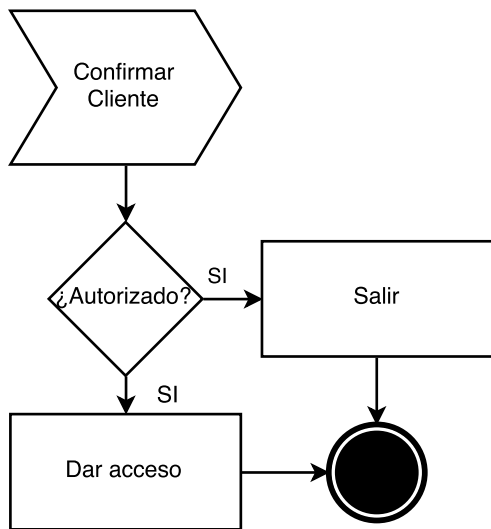 Confirmar
Cliente
¿Autorizado?
SI
Salir
SI
Dar acceso